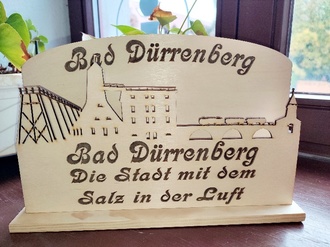 Bad Dürrenberg
Bad Dürrenberg
Die Stadt mit dem
Salz in der Luft